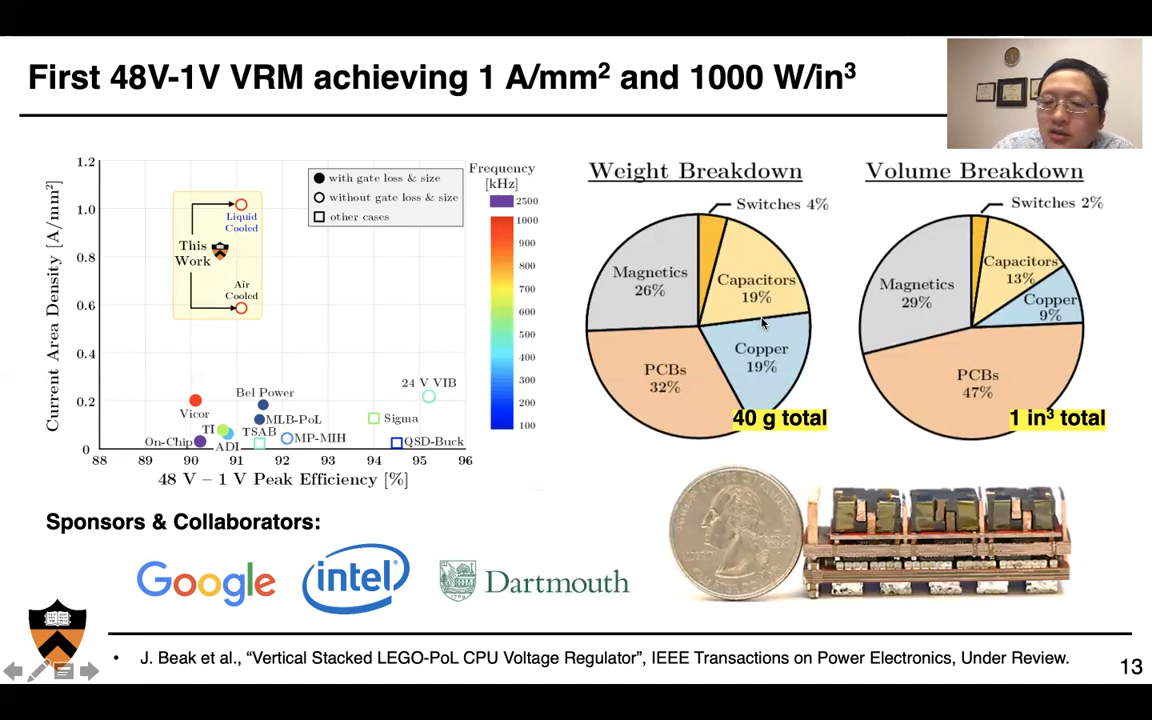 First 48V-1V VRM achieving 1 A/mm² and 1000 W/in³
Current Area Density [A/mm²]
1.2
1.0
0.8
0.6
0.4
0.2
0
88 89 90 91 92 93 94 95 96
48 V – 1 V Peak Efficiency [%]
with gate loss & size
without gate loss & size
other cases
Liquid
Cooled
This
Work
Air
Cooled
24 V VIB
Bel Power
Vicor
MLB-PoL
Sigma
TI
TSAB
MP-MIH
On-Chip
ADI
QSD-Buck
Frequency
[kHz]
2500
1000
900
800
700
600
500
400
300
200
100
Weight Breakdown
Switches 4%
Magnetics
26%
Capacitors
19%
Copper
19%
PCBs
32%
40 g total
Volume Breakdown
Switches 2%
Capacitors
13%
Magnetics
29%
Copper
9%
PCBs
47%
1 in³ total
Sponsors & Collaborators:
Google
intel
Dartmouth
• J. Beak et al., “Vertical Stacked LEGO-PoL CPU Voltage Regulator”, IEEE Transactions on Power Electronics, Under Review.
13